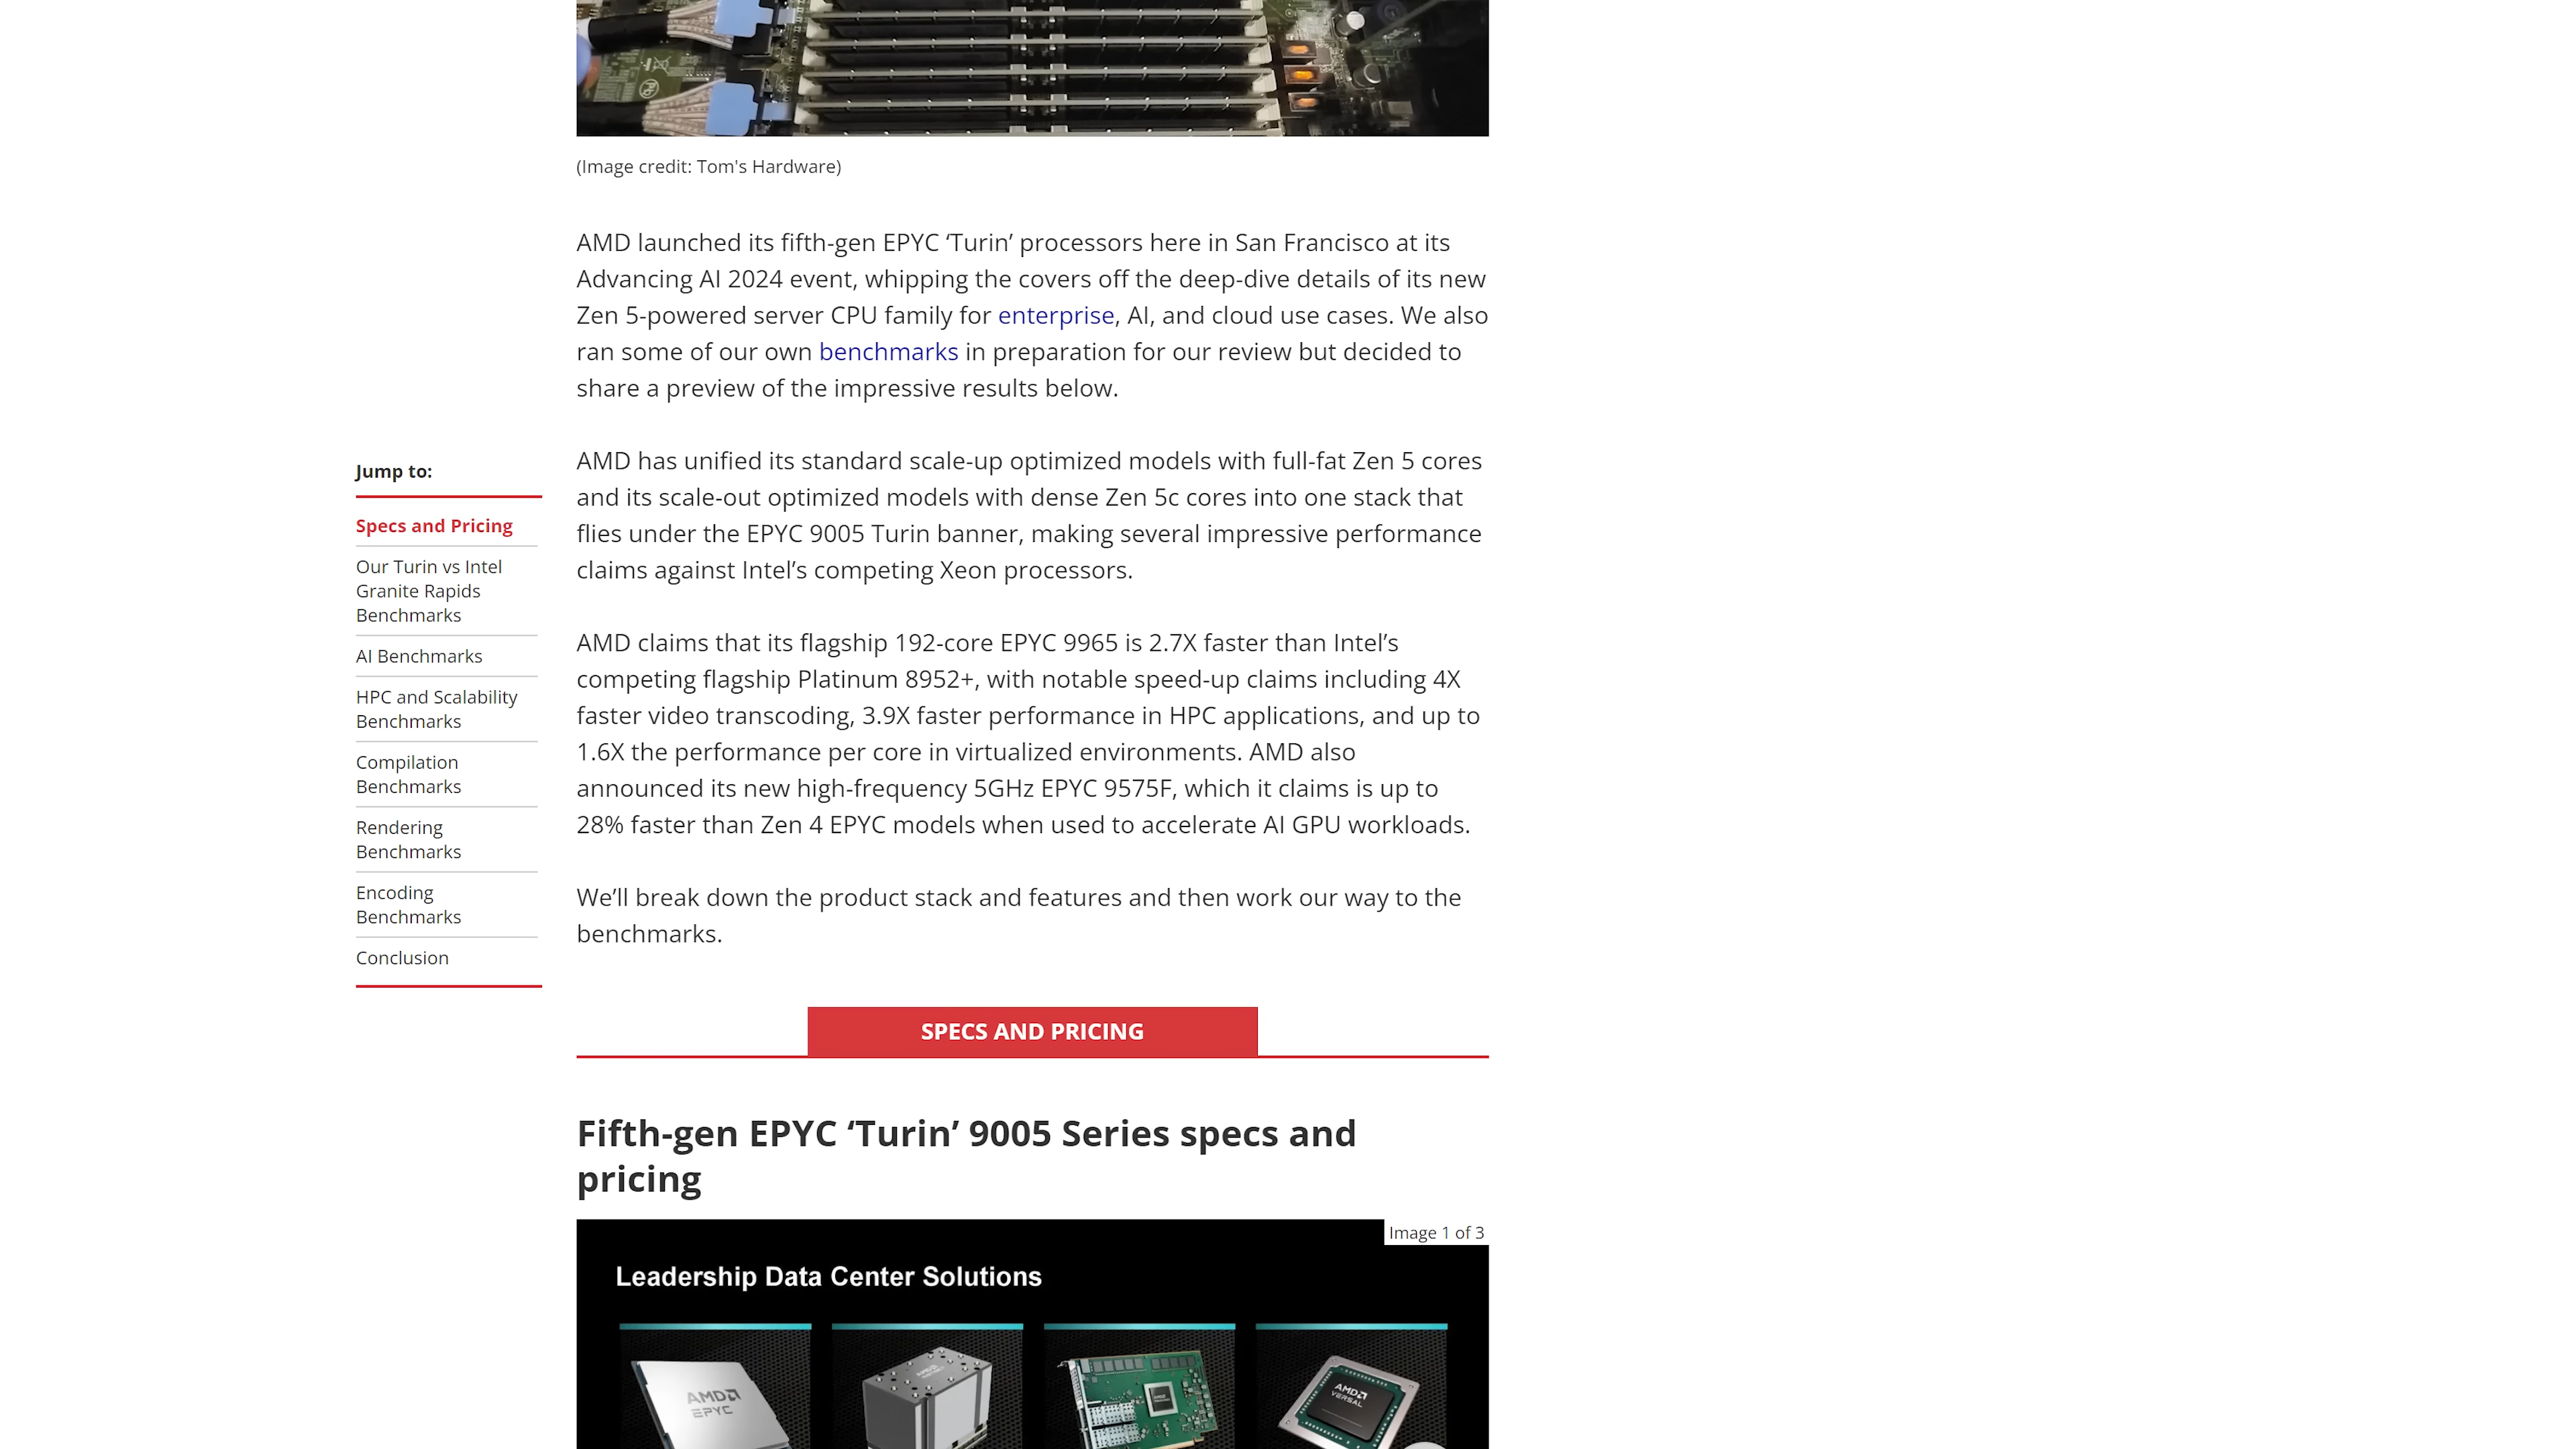 (Image credit: Tom's Hardware)
AMD launched its fifth-gen EPYC ‘Turin’ processors here in San Francisco at its
Advancing AI 2024 event, whipping the covers off the deep-dive details of its new
Zen 5-powered server CPU family for enterprise, AI, and cloud use cases. We also
ran some of our own benchmarks in preparation for our review but decided to
share a preview of the impressive results below.
Jump to:
Specs and Pricing
Our Turin vs Intel
Granite Rapids
Benchmarks
AI Benchmarks
HPC and Scalability
Benchmarks
Compilation
Benchmarks
Rendering
Benchmarks
Encoding
Benchmarks
Conclusion
AMD has unified its standard scale-up optimized models with full-fat Zen 5 cores
and its scale-out optimized models with dense Zen 5c cores into one stack that
flies under the EPYC 9005 Turin banner, making several impressive performance
claims against Intel’s competing Xeon processors.
AMD claims that its flagship 192-core EPYC 9965 is 2.7X faster than Intel’s
competing flagship Platinum 8952+, with notable speed-up claims including 4X
faster video transcoding, 3.9X faster performance in HPC applications, and up to
1.6X the performance per core in virtualized environments. AMD also
announced its new high-frequency 5GHz EPYC 9575F, which it claims is up to
28% faster than Zen 4 EPYC models when used to accelerate AI GPU workloads.
We’ll break down the product stack and features and then work our way to the
benchmarks.
SPECS AND PRICING
Fifth-gen EPYC ‘Turin’ 9005 Series specs and
pricing
Image 1 of 3
Leadership Data Center Solutions
AMD
EPYC
AMD
VERSAL